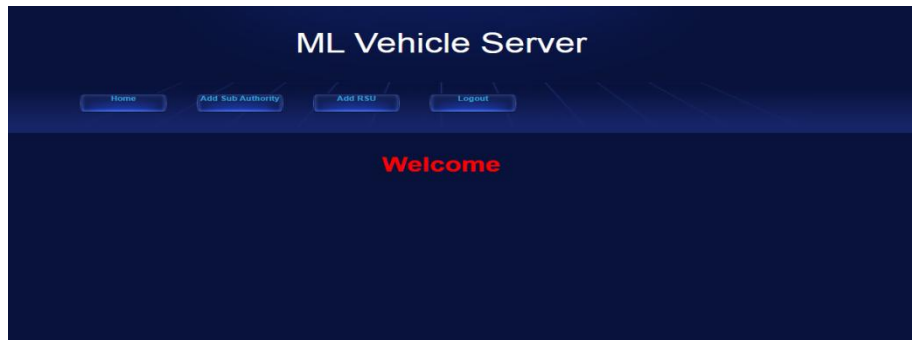 ML Vehicle Server
Home Add Sub Authority Add RSU Logout
Welcome